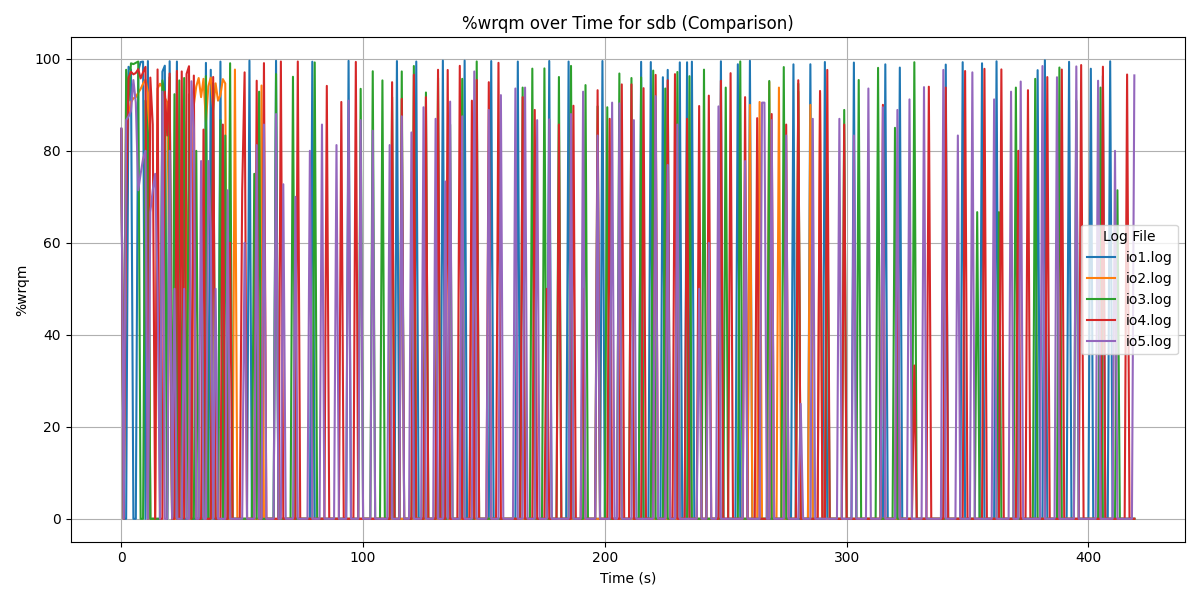 %wrqm over Time for sdb (Comparison)
%wrqm
100
80
60
40
20
0
Log File
io1.log
io2.log
io3.log
io4.log
io5.log
0 100 200 300 400
Time (s)